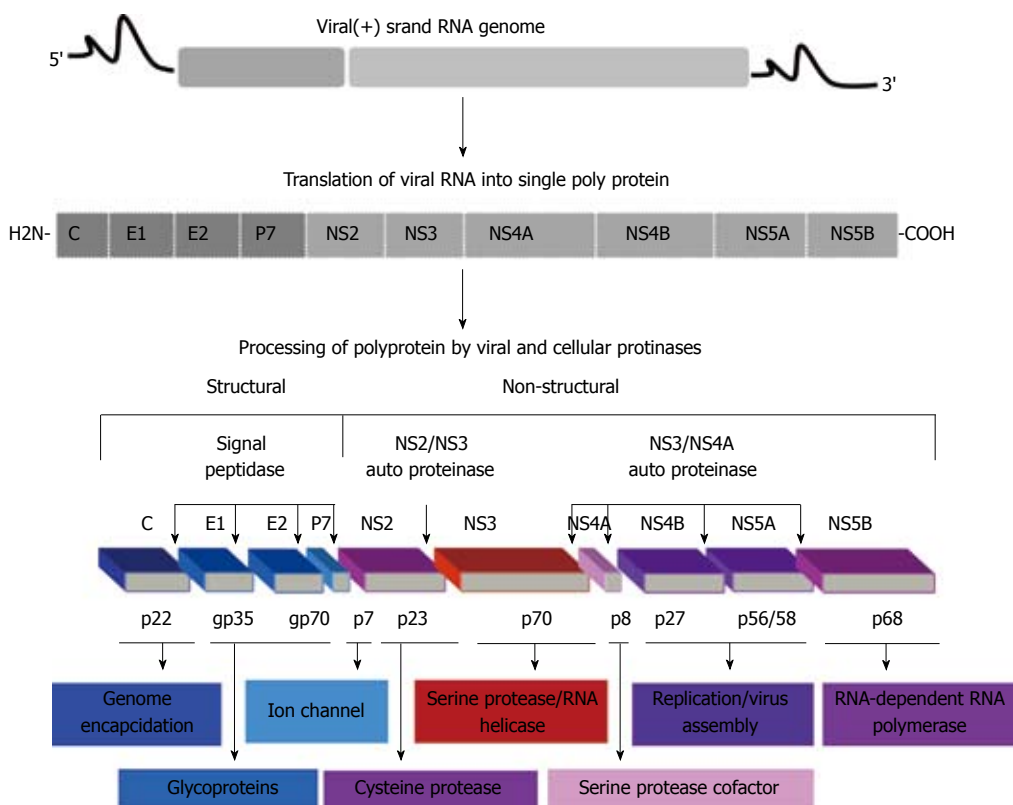 Viral(+) srand RNA genome
5'
3'
Translation of viral RNA into single poly protein
H2N- C E1 E2 P7 NS2 NS3 NS4A NS4B NS5A NS5B -COOH
Processing of polyprotein by viral and cellular protinases
Structural Non-structural
Signal
peptidase
NS2/NS3
auto proteinase
NS3/NS4A
auto proteinase
C E1 E2 P7 NS2 NS3 NS4A NS4B NS5A NS5B
p22 gp35 gp70 p7 p23 p70 p8 p27 p56/58 p68
Genome
encapcidation
Ion channel
Serine protease/RNA
helicase
Replication/virus
assembly
RNA-dependent RNA
polymerase
Glycoproteins
Cysteine protease
Serine protease cofactor